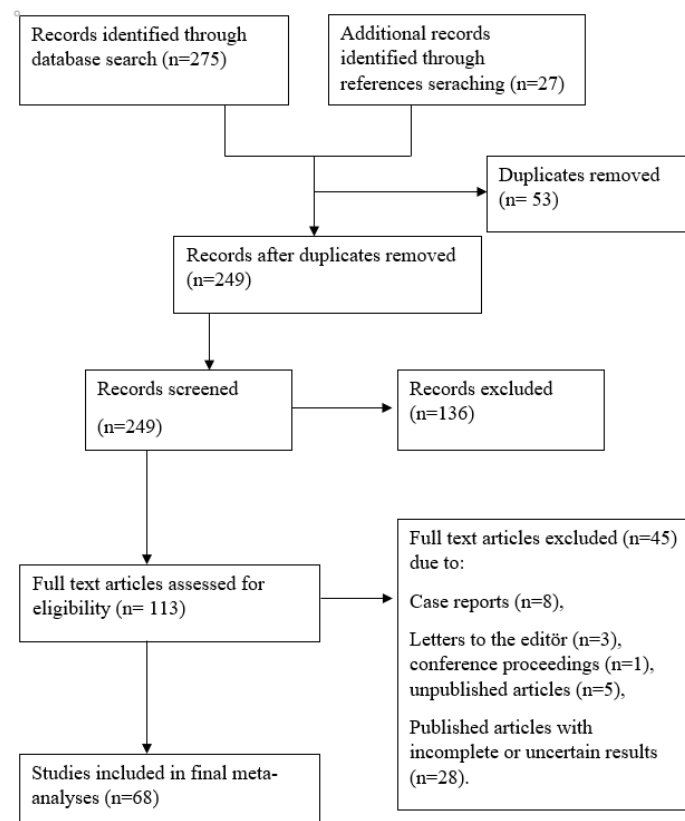 Records identified through
database search (n=275)
Additional records
identified through
references seraching (n=27)
Duplicates removed
(n= 53)
Records after duplicates removed
(n=249)
Records screened
(n=249)
Records excluded
(n=136)
Full text articles assessed for
eligibility (n= 113)
Full text articles excluded (n=45)
due to:
Case reports (n=8),
Letters to the editör (n=3),
conference proceedings (n=1),
unpublished articles (n=5),
Published articles with
incomplete or uncertain results
(n=28).
Studies included in final meta-
analyses (n=68)